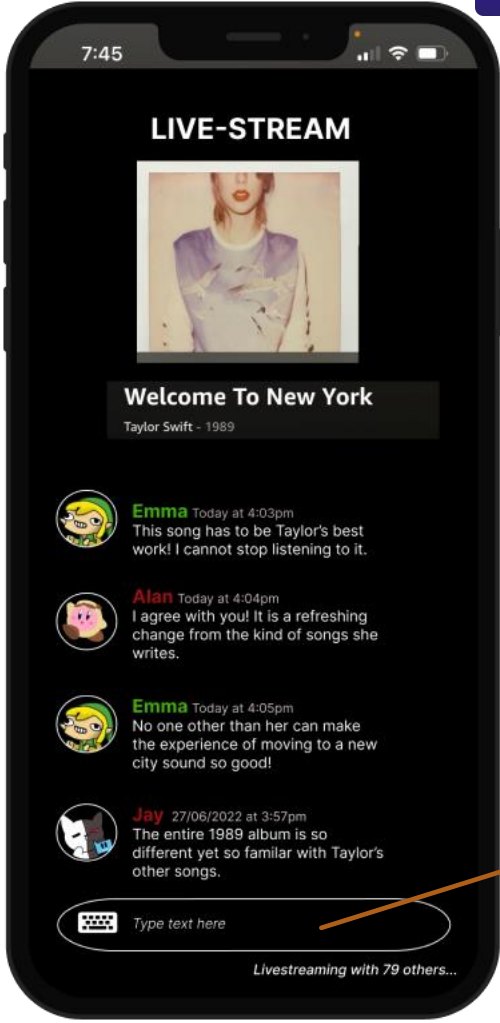 7:45
LIVE-STREAM
Welcome To New York
Taylor Swift - 1989
Emma Today at 4:03pm
This song has to be Taylor's best
work! I cannot stop listening to it.
Alan Today at 4:04pm
I agree with you! It is a refreshing
change from the kind of songs she
writes.
Emma Today at 4:05pm
No one other than her can make
the experience of moving to a new
city sound so good!
Jay 27/06/2022 at 3:57pm
The entire 1989 album is so
different yet so familar with Taylor's
other songs.
Type text here
Livestreaming with 79 others...